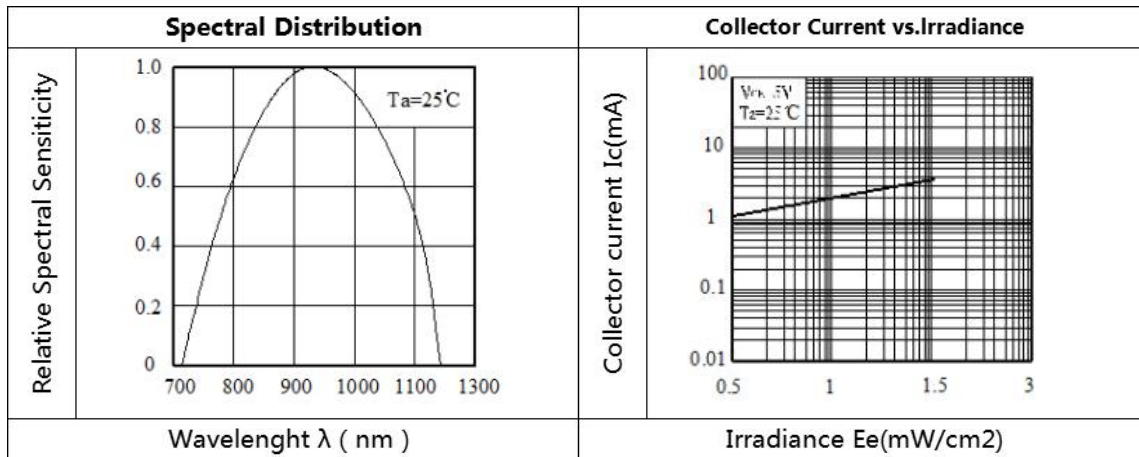 Spectral Distribution
Relative Spectral Sensiticity
1.0
0.8
0.6
0.4
0.2
0
Ta=25℃
700 800 900 1000 1100 1300
Wavelenght λ ( nm )
Collector Current vs.Irradiance
Collector current Ic(mA)
100
10
1
0.1
0.01
5V
25℃
0.5 1 1.5 3
Irradiance Ee(mW/cm2)